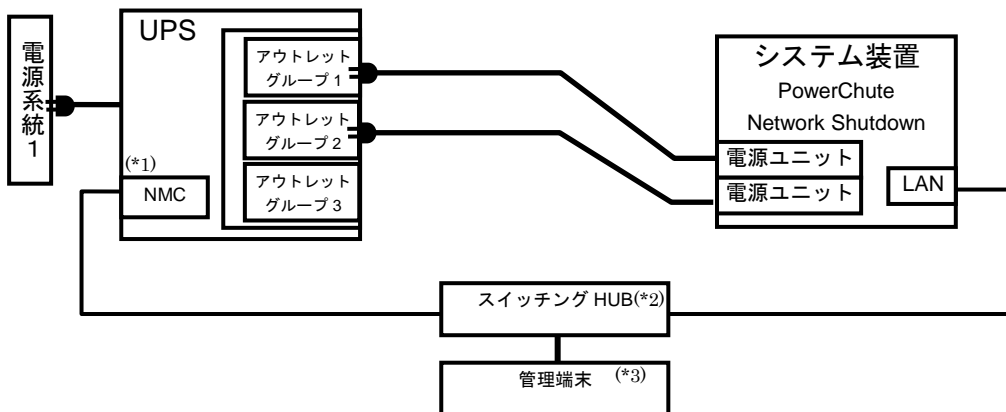 電源系統1
UPS
アウトレット
グループ1
アウトレット
グループ2
アウトレット
グループ3
(*1)
NMC
システム装置
PowerChute
Network Shutdown
電源ユニット
電源ユニット
LAN
スイッチング HUB(*2)
管理端末 (*3)